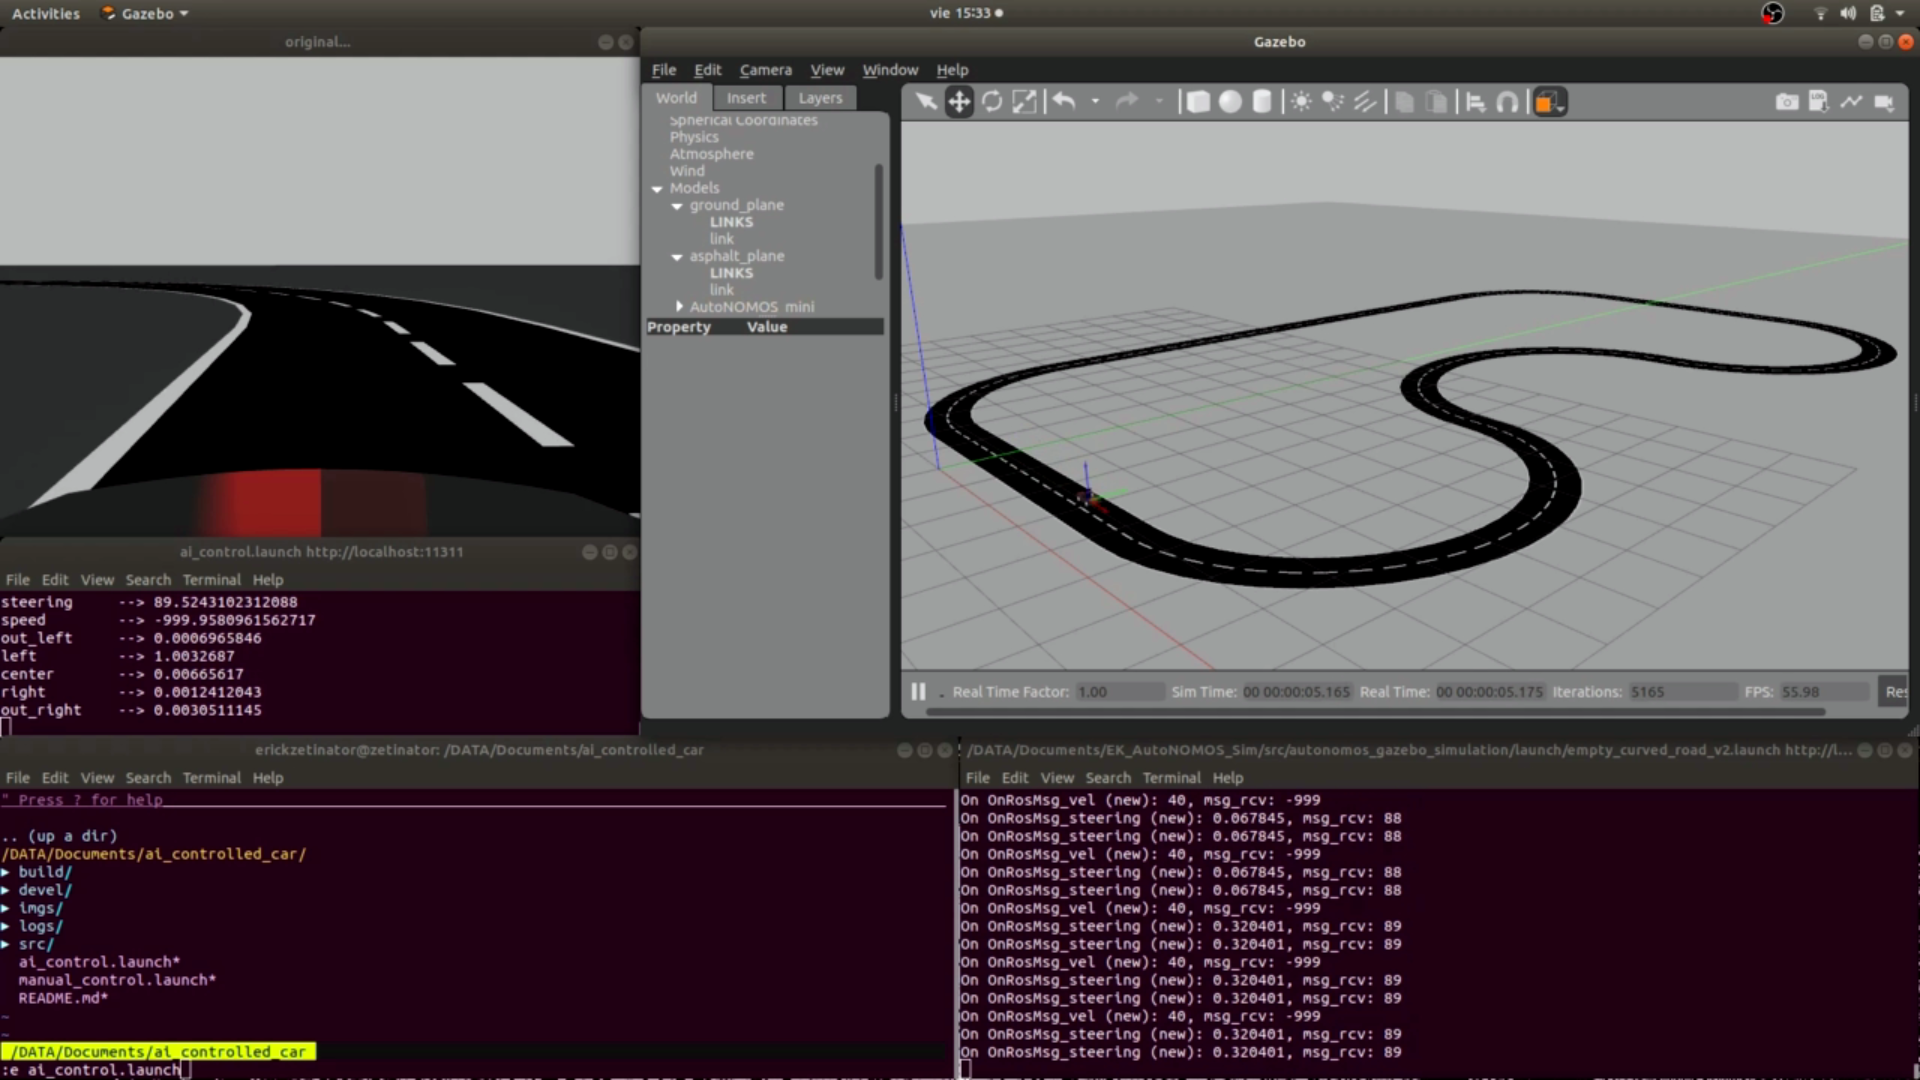 Activities Gazebo vie 15:33
original...
Gazebo
File Edit Camera View Window Help
World Insert Layers
Spherical Coordinates
Physics
Atmosphere
Wind
Models
ground_plane
LINKS
link
asphalt_plane
LINKS
link
AutoNOMOS_mini
Property Value
Real Time Factor: 1.00 Sim Time: 00 00:00:05.165 Real Time: 00 00:00:05.175 Iterations: 5165 FPS: 55.98 Res
ai_control.launch http://localhost:11311
File Edit View Search Terminal Help
steering --> 89.5243102312088
speed --> -999.9580961562717
out_left --> 0.0006965846
left --> 1.0032687
center --> 0.00665617
right --> 0.0012412043
out_right --> 0.0030511145
erickzetinator@zetinator: /DATA/Documents/ai_controlled_car
File Edit View Search Terminal Help
" Press ? for help
.. (up a dir)
/DATA/Documents/ai_controlled_car/
▸ build/
▸ devel/
▸ imgs/
▸ logs/
▸ src/
ai_control.launch*
manual_control.launch*
README.md*
~
~
/DATA/Documents/ai_controlled_car
:e ai_control.launch
/DATA/Documents/EK_AutoNOMOS_Sim/src/autonomos_gazebo_simulation/launch/empty_curved_road_v2.launch http://l...
File Edit View Search Terminal Help
On OnRosMsg_vel (new): 40, msg_rcv: -999
On OnRosMsg_steering (new): 0.067845, msg_rcv: 88
On OnRosMsg_steering (new): 0.067845, msg_rcv: 88
On OnRosMsg_vel (new): 40, msg_rcv: -999
On OnRosMsg_steering (new): 0.067845, msg_rcv: 88
On OnRosMsg_steering (new): 0.067845, msg_rcv: 88
On OnRosMsg_vel (new): 40, msg_rcv: -999
On OnRosMsg_steering (new): 0.320401, msg_rcv: 89
On OnRosMsg_steering (new): 0.320401, msg_rcv: 89
On OnRosMsg_vel (new): 40, msg_rcv: -999
On OnRosMsg_steering (new): 0.320401, msg_rcv: 89
On OnRosMsg_steering (new): 0.320401, msg_rcv: 89
On OnRosMsg_vel (new): 40, msg_rcv: -999
On OnRosMsg_steering (new): 0.320401, msg_rcv: 89
On OnRosMsg_steering (new): 0.320401, msg_rcv: 89